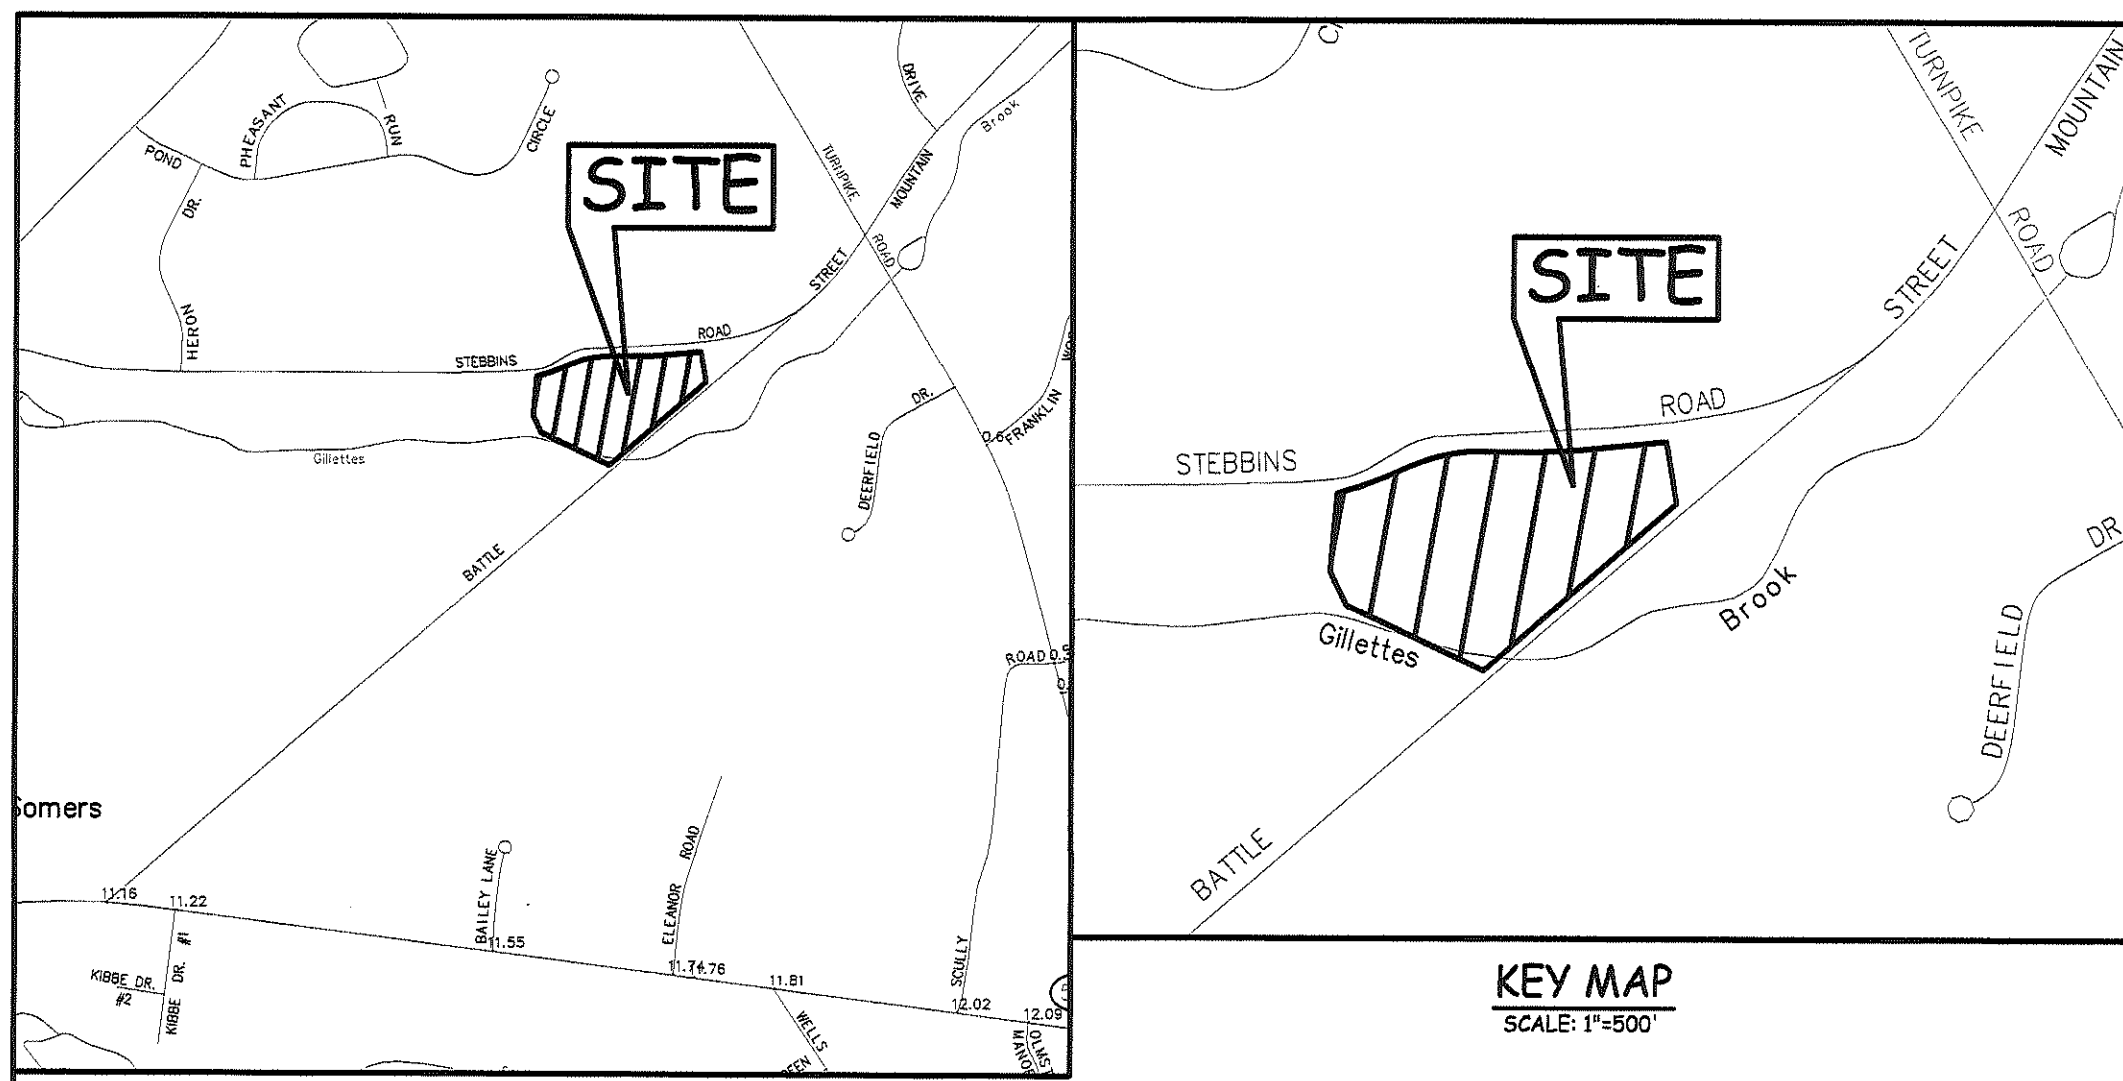 PHEASANT
RUN
POND
CIRCLE
DR.
HERON
SITE
DRIVE
Brook
TURNPIKE
MOUNTAIN
ROAD
STREET
ROAD
STEBBINS
Gillettes
DR.
DEERFIELD
0.6
FRANKLIN
BATTLE
ROAD
Somers
11.16
11.22
BAILEY LANE
11.55
ELEANOR
ROAD
11.74
11.76
11.81
SCULLY
12.02
12.09
KIBBE DR.
#2
KIBBE DR. #1
WELLS
MANOR
TURNPIKE
MOUNTAIN
ROAD
SITE
STREET
ROAD
STEBBINS
Gillettes
Brook
DR
DEERFIELD
BATTLE
KEY MAP
SCALE: 1"=500'